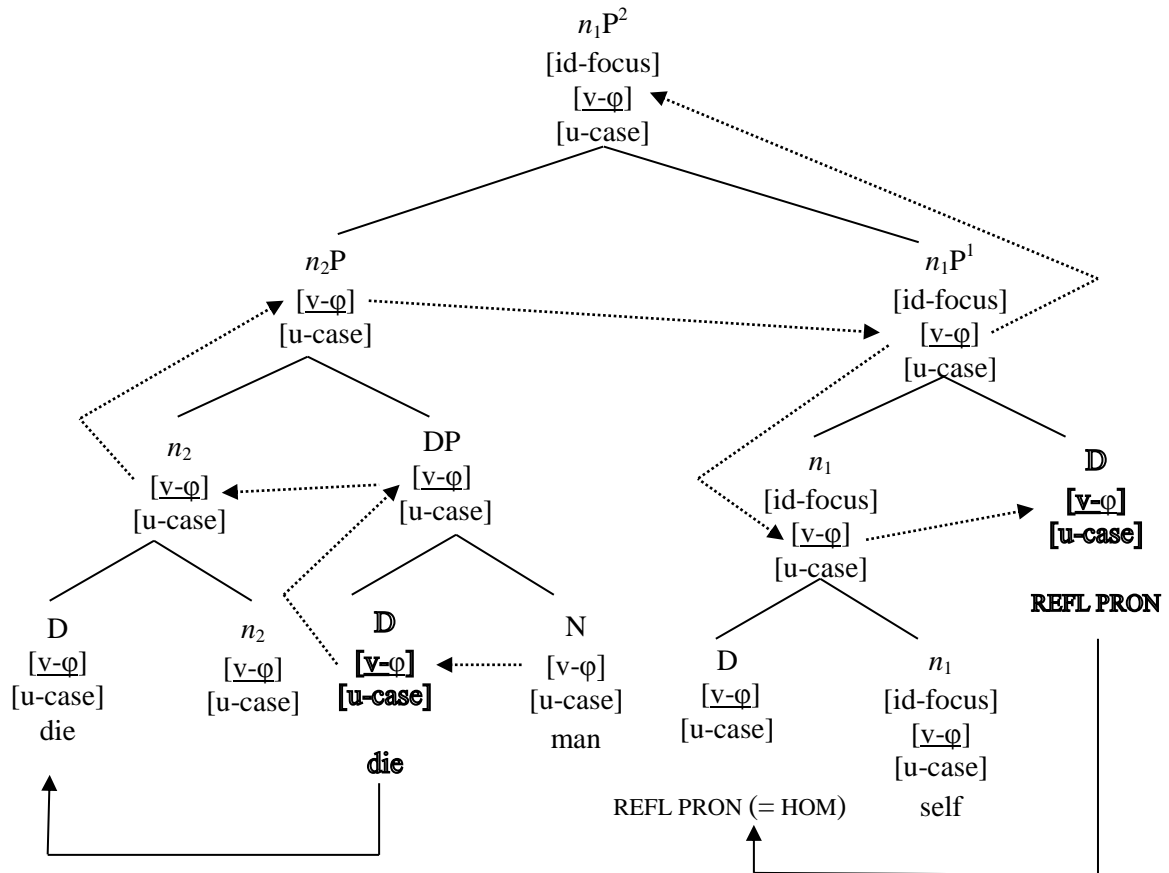 n₁P²
[id-focus]
[v-φ]
[u-case]
n₂P
[v-φ]
[u-case]
n₁P¹
[id-focus]
[v-φ]
[u-case]
n₂
[v-φ]
[u-case]
DP
[v-φ]
[u-case]
n₁
[id-focus]
[v-φ]
[u-case]
D
[v-φ]
[u-case]
REFL PRON
D
[v-φ]
[u-case]
die
n₂
[v-φ]
[u-case]
D
[v-φ]
[u-case]
die
N
[v-φ]
[u-case]
man
D
[v-φ]
[u-case]
REFL PRON (= HOM)
n₁
[id-focus]
[v-φ]
[u-case]
self